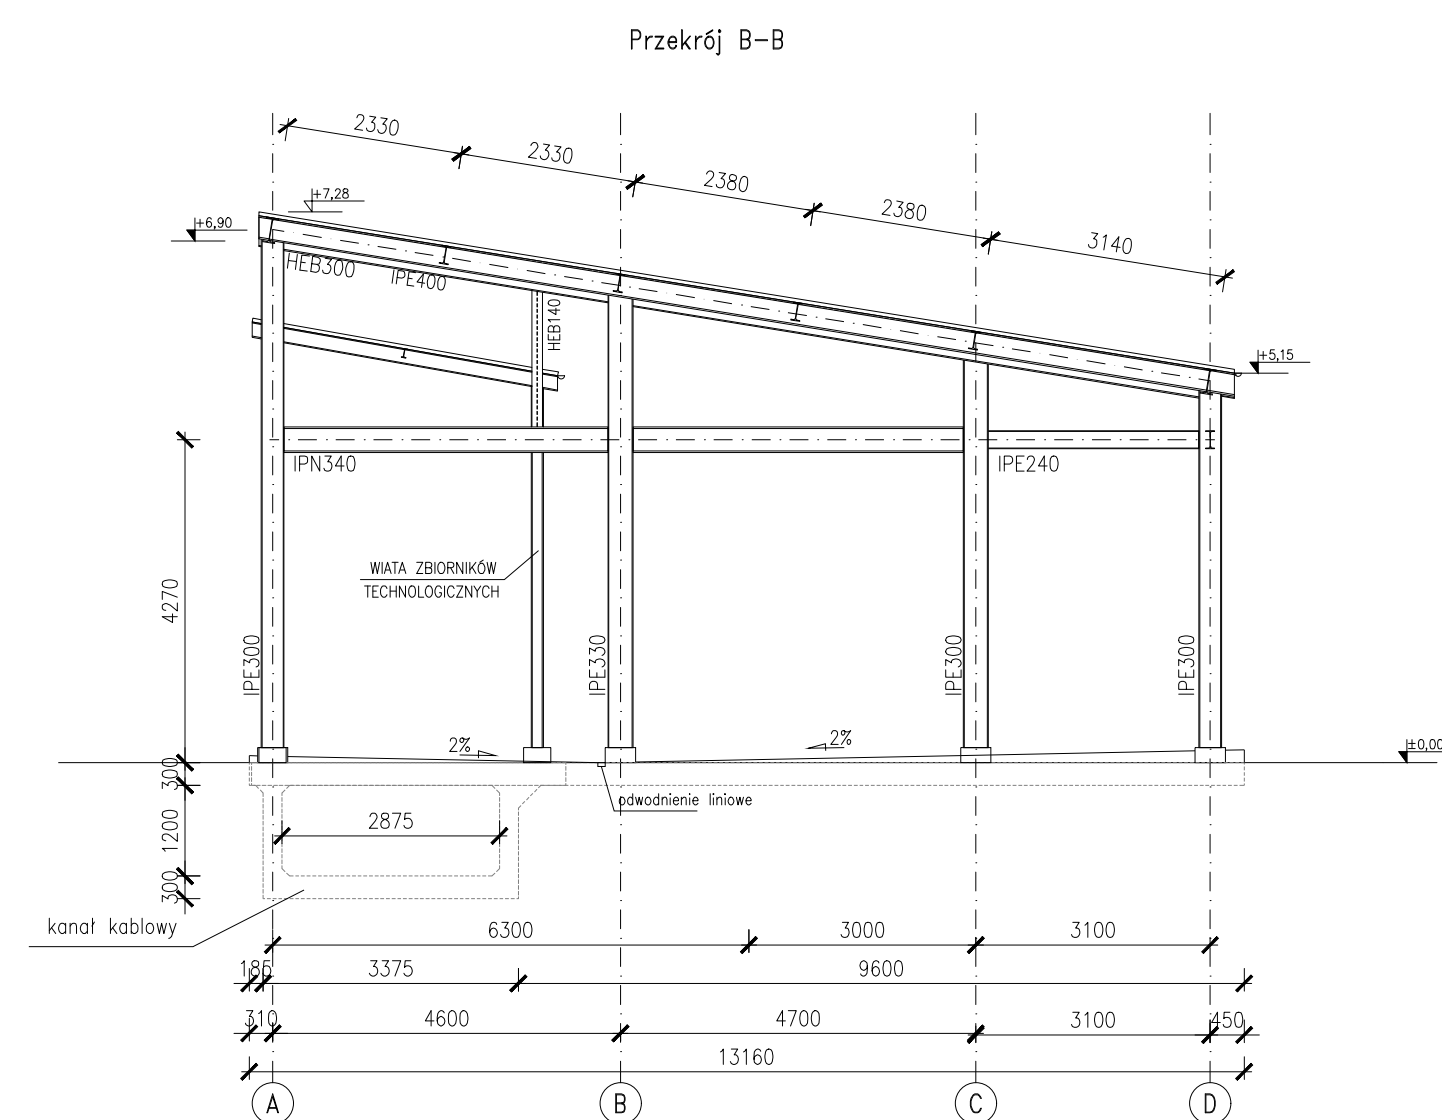 Przekrój B-B
2330
2330
2380
2380
3140
+7,28
+6,90
HEB300
IPE400
HEB140
+5,15
IPN340
IPE240
WIATA ZBIORNIKÓW
TECHNOLOGICZNYCH
4270
IPE300
IPE330
IPE300
IPE300
2%
2%
±0,00
300
odwodnienie liniowe
1200
2875
300
kanał kablowy
6300
3000
3100
185
3375
9600
310
4600
4700
3100
450
13160
A
B
C
D